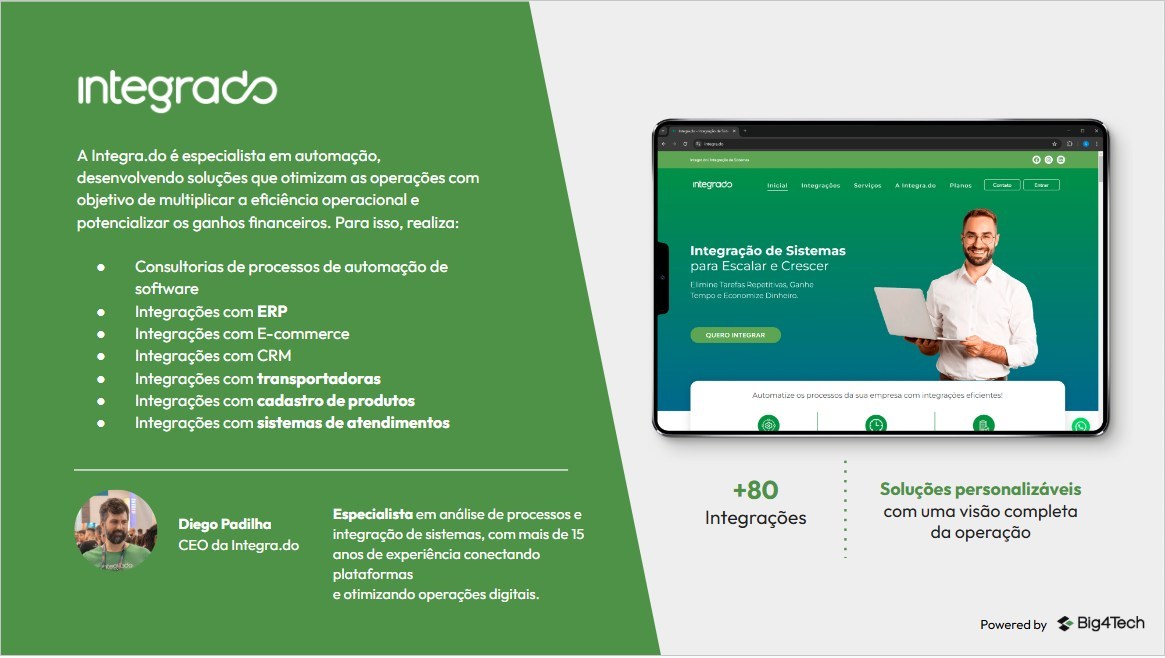 integrado
A Integra.do é especialista em automação,
desenvolvendo soluções que otimizam as operações com
objetivo de multiplicar a eficiência operacional e
potencializar os ganhos financeiros. Para isso, realiza:
● Consultorias de processos de automação de
software
● Integrações com ERP
● Integrações com E-commerce
● Integrações com CRM
● Integrações com transportadoras
● Integrações com cadastro de produtos
● Integrações com sistemas de atendimentos
Diego Padilha
CEO da Integra.do
Especialista em análise de processos e
integração de sistemas, com mais de 15
anos de experiência conectando
plataformas
e otimizando operações digitais.
integrado
Inicial Integrações Serviços A Integra.do Planos Contato Entrar
Integração de Sistemas
para Escalar e Crescer
Elimine Tarefas Repetitivas, Ganhe
Tempo e Economize Dinheiro.
QUERO INTEGRAR
Automatize os processos da sua empresa com integrações eficientes!
+80
Integrações
Soluções personalizáveis
com uma visão completa
da operação
Powered by Big4Tech